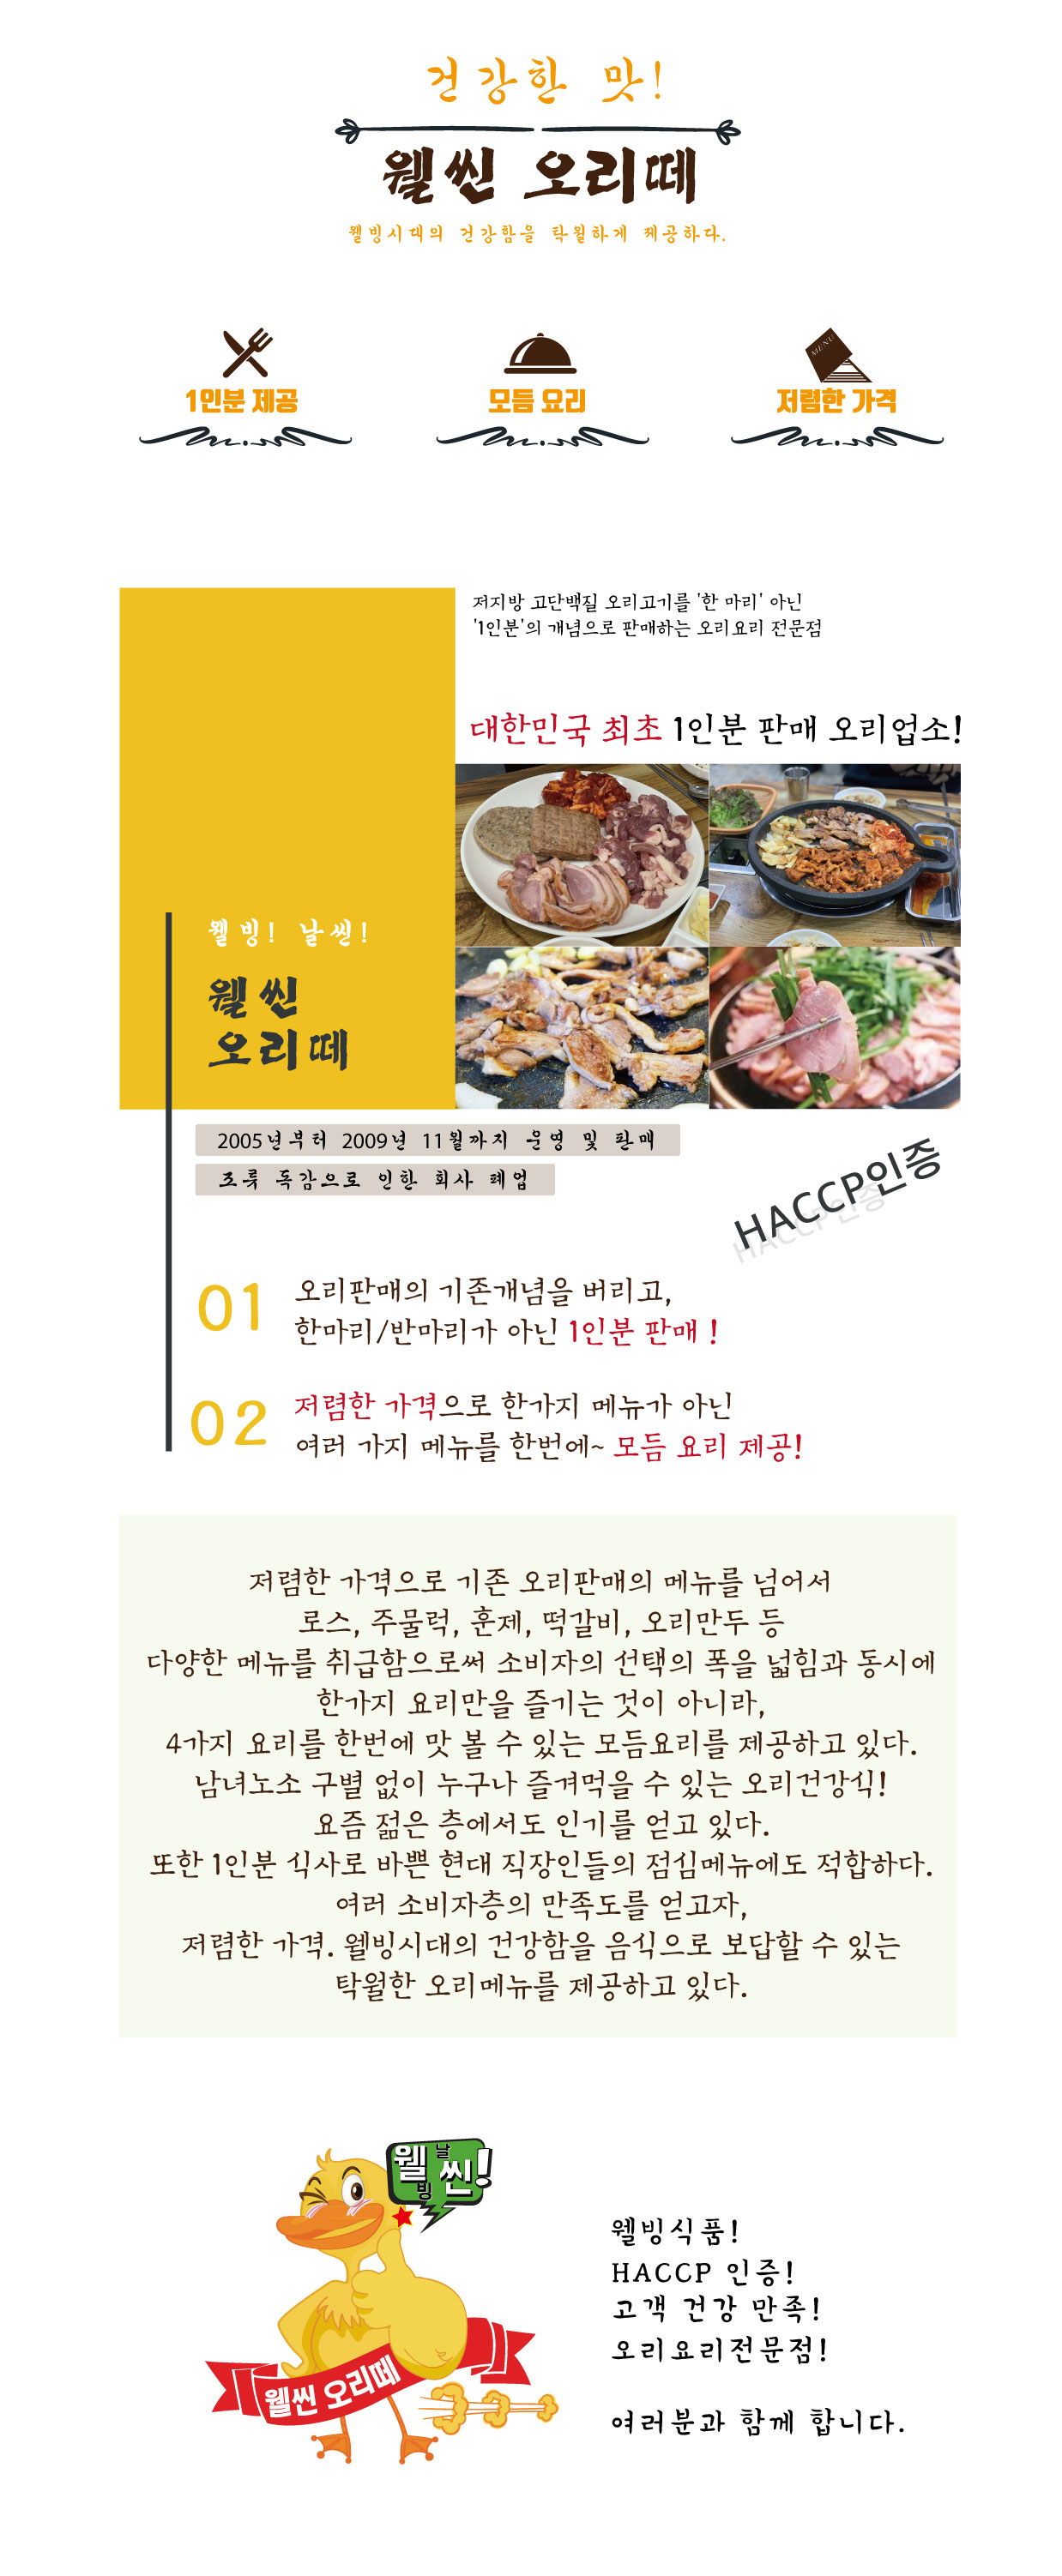 건강한 맛!
웰씬 오리떼
웰빙시대의 건강함을 탁월하게 제공하다.
MENU
1인분 제공
모듬 요리
저렴한 가격
저지방 고단백질 오리고기를 '한 마리' 아닌
'1인분'의 개념으로 판매하는 오리요리 전문점
대한민국 최초 1인분 판매 오리업소!
웰빙! 날씬!
웰씬
오리떼
2005년부터 2009년 11월까지 운영 및 판매
조류 독감으로 인한 회사 폐업
HACCP인증
01
오리판매의 기존개념을 버리고,
한마리/반마리가 아닌 1인분 판매 !
02
저렴한 가격으로 한가지 메뉴가 아닌
여러 가지 메뉴를 한번에~ 모듬 요리 제공!
저렴한 가격으로 기존 오리판매의 메뉴를 넘어서
로스, 주물럭, 훈제, 떡갈비, 오리만두 등
다양한 메뉴를 취급함으로써 소비자의 선택의 폭을 넓힘과 동시에
한가지 요리만을 즐기는 것이 아니라,
4가지 요리를 한번에 맛 볼 수 있는 모듬요리를 제공하고 있다.
남녀노소 구별 없이 누구나 즐겨먹을 수 있는 오리건강식!
요즘 젊은 층에서도 인기를 얻고 있다.
또한 1인분 식사로 바쁜 현대 직장인들의 점심메뉴에도 적합하다.
여러 소비자층의 만족도를 얻고자,
저렴한 가격. 웰빙시대의 건강함을 음식으로 보답할 수 있는
탁월한 오리메뉴를 제공하고 있다.
웰빙 날씬!
웰씬 오리떼
웰빙식품!
HACCP 인증!
고객 건강 만족!
오리요리전문점!
여러분과 함께 합니다.